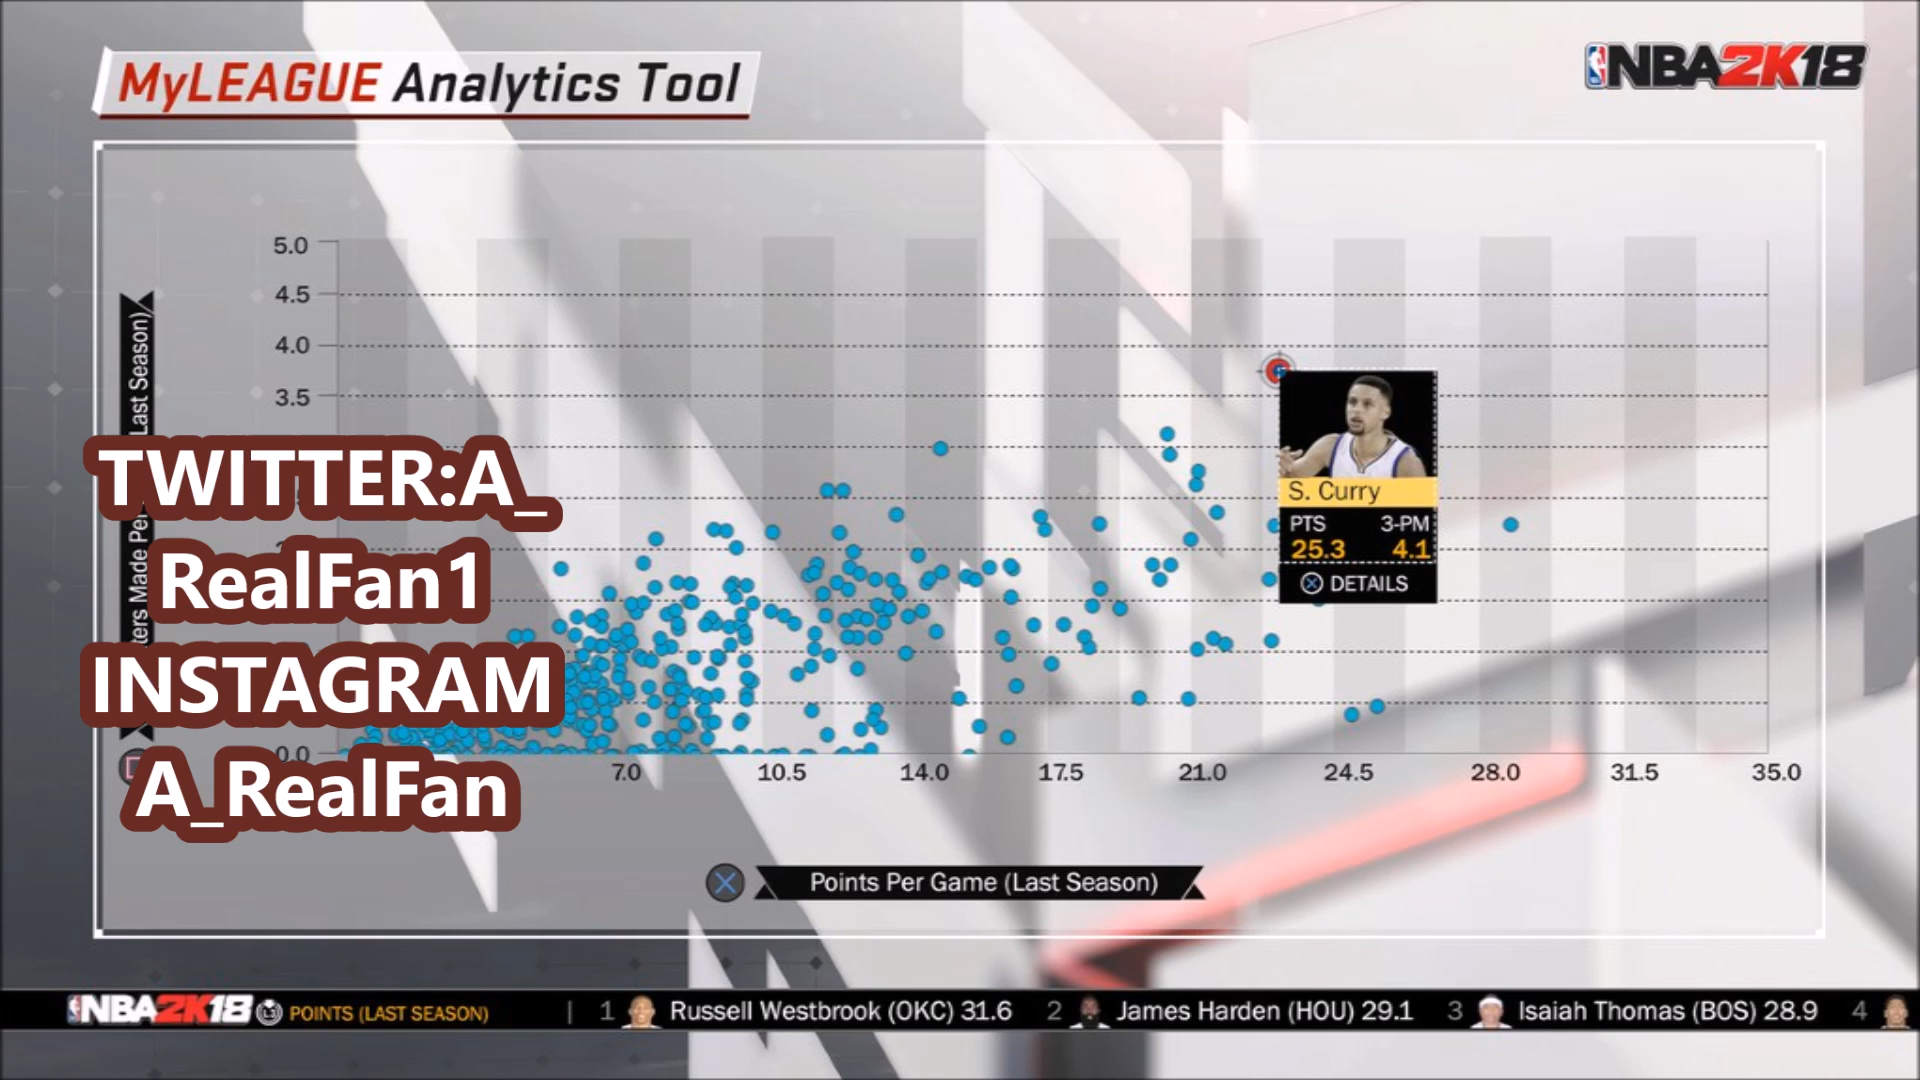 MyLEAGUE Analytics Tool
NBA2K18
5.0
4.5
4.0
3.5
Last Season)
ters Made Per
0.0
TWITTER:A_
RealFan1
INSTAGRAM
A_RealFan
S. Curry
PTS 3-PM
25.3 4.1
DETAILS
7.0 10.5 14.0 17.5 21.0 24.5 28.0 31.5 35.0
Points Per Game (Last Season)
NBA2K18 POINTS (LAST SEASON) | 1 Russell Westbrook (OKC) 31.6 2 James Harden (HOU) 29.1 3 Isaiah Thomas (BOS) 28.9 4